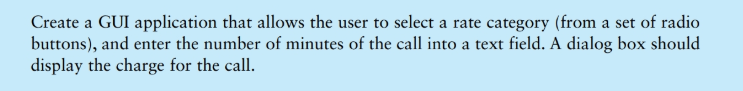 Create a GUI application that allows the user to select a rate category (from a set of radio
buttons), and enter the number of minutes of the call into a text field. A dialog box should
display the charge for the call.